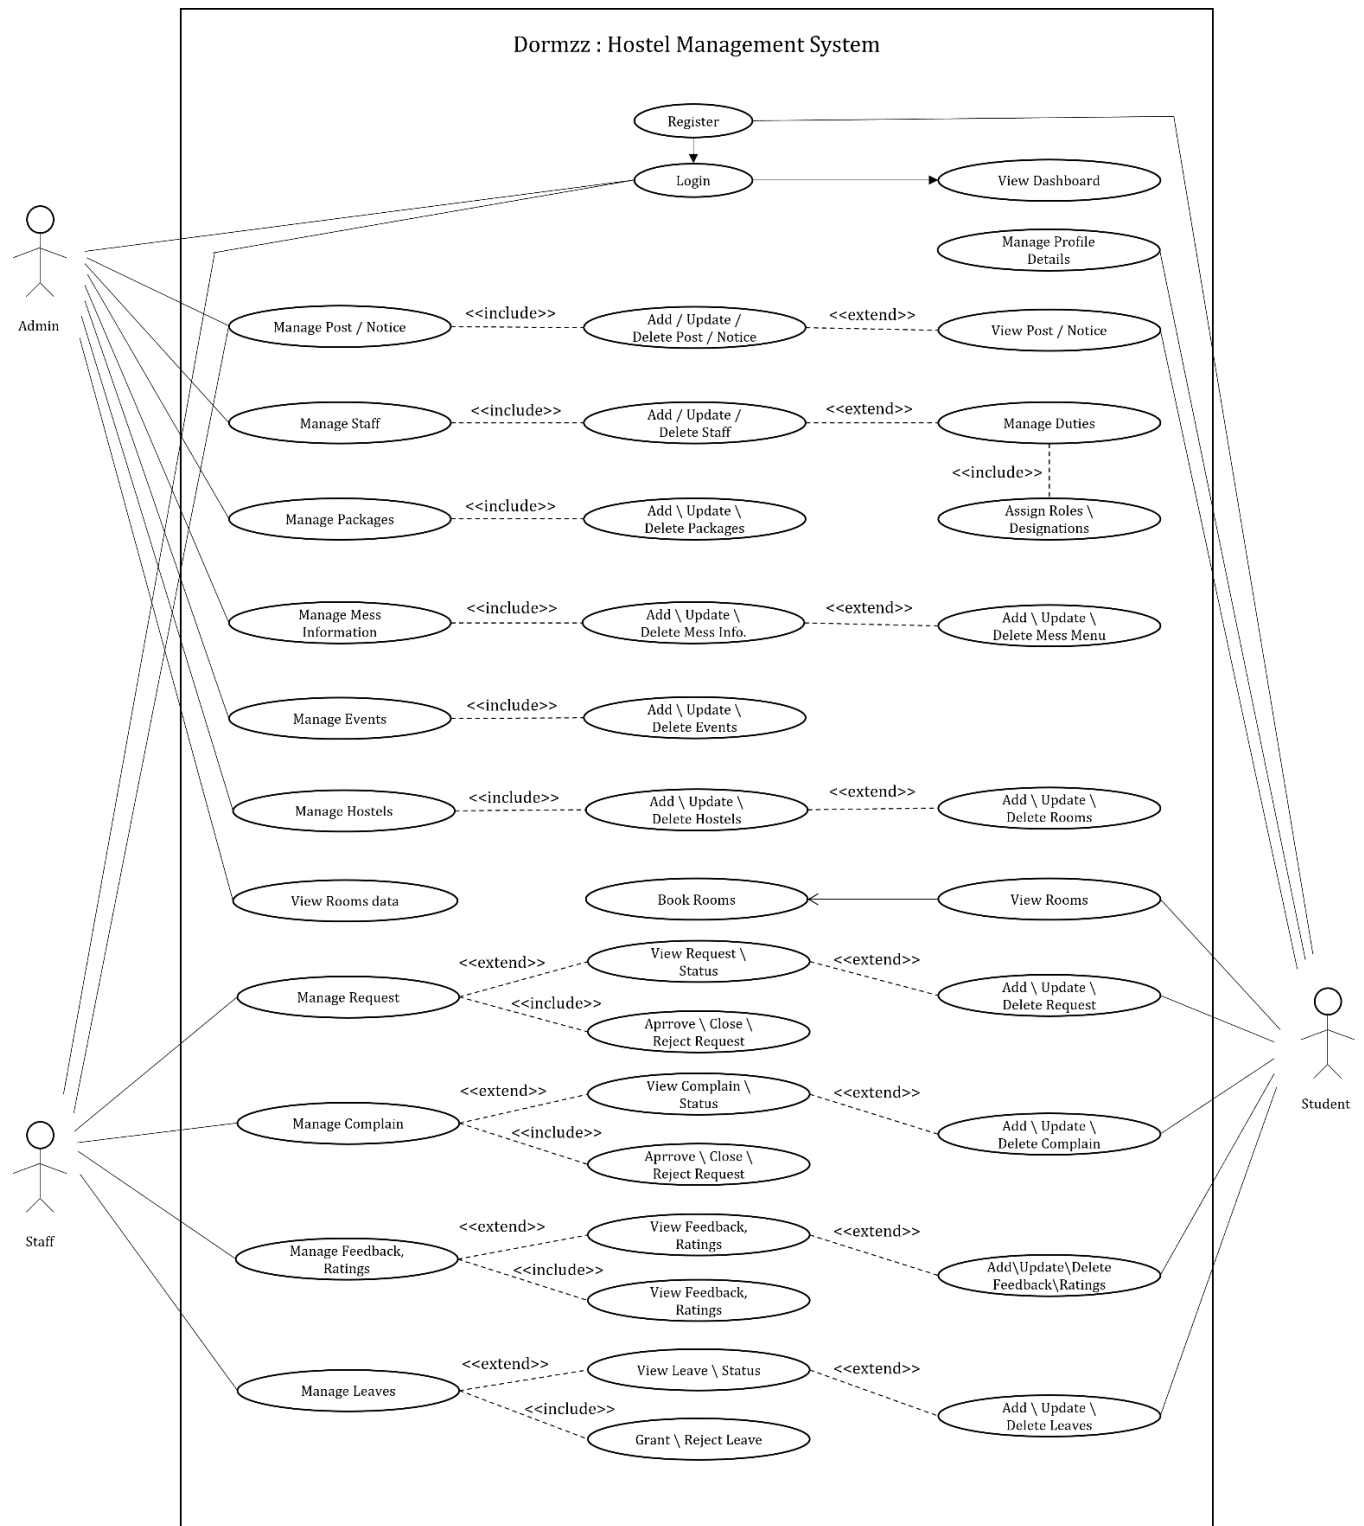 Dormzz : Hostel Management System
Register
Login
View Dashboard
Manage Profile
Details
Admin
Manage Post / Notice
<<include>>
Add / Update /
Delete Post / Notice
<<extend>>
View Post / Notice
Manage Staff
<<include>>
Add / Update /
Delete Staff
<<extend>>
Manage Duties
<<include>>
Manage Packages
<<include>>
Add \ Update \
Delete Packages
Assign Roles \
Designations
Manage Mess
Information
<<include>>
Add \ Update \
Delete Mess Info.
<<extend>>
Add \ Update \
Delete Mess Menu
Manage Events
<<include>>
Add \ Update \
Delete Events
Manage Hostels
<<include>>
Add \ Update \
Delete Hostels
<<extend>>
Add \ Update \
Delete Rooms
View Rooms data
Book Rooms
View Rooms
Manage Request
<<extend>>
View Request \
Status
<<include>>
Aprrove \ Close \
Reject Request
<<extend>>
Add \ Update \
Delete Request
Student
Manage Complain
<<extend>>
View Complain \
Status
<<include>>
Aprrove \ Close \
Reject Request
<<extend>>
Add \ Update \
Delete Complain
Staff
Manage Feedback,
Ratings
<<extend>>
View Feedback,
Ratings
<<include>>
View Feedback,
Ratings
<<extend>>
Add\Update\Delete
Feedback\Ratings
Manage Leaves
<<extend>>
View Leave \ Status
<<include>>
Grant \ Reject Leave
<<extend>>
Add \ Update \
Delete Leaves